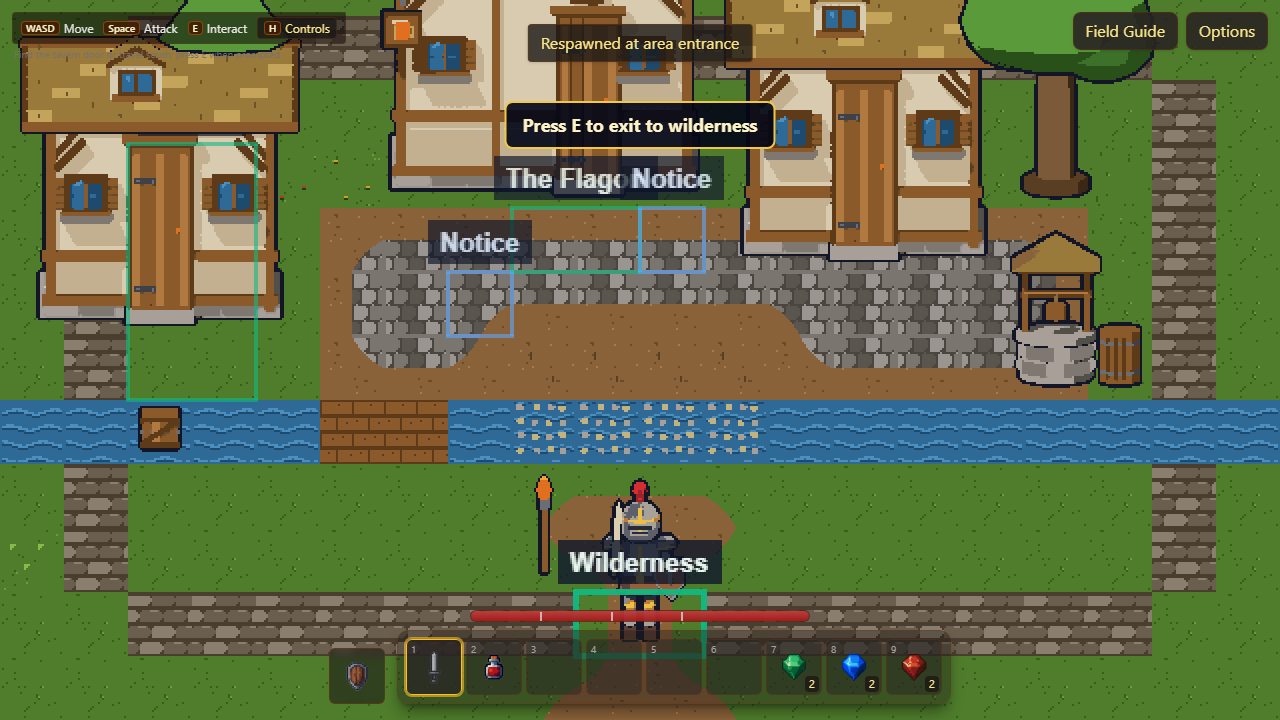 WASD Move Space Attack E Interact H Controls
Respawned at area entrance
Field Guide
Options
Press E to exit to wilderness
The Flago
Notice
Notice
Wilderness
1
2
3
4
5
6
7
8
9
2
2
2